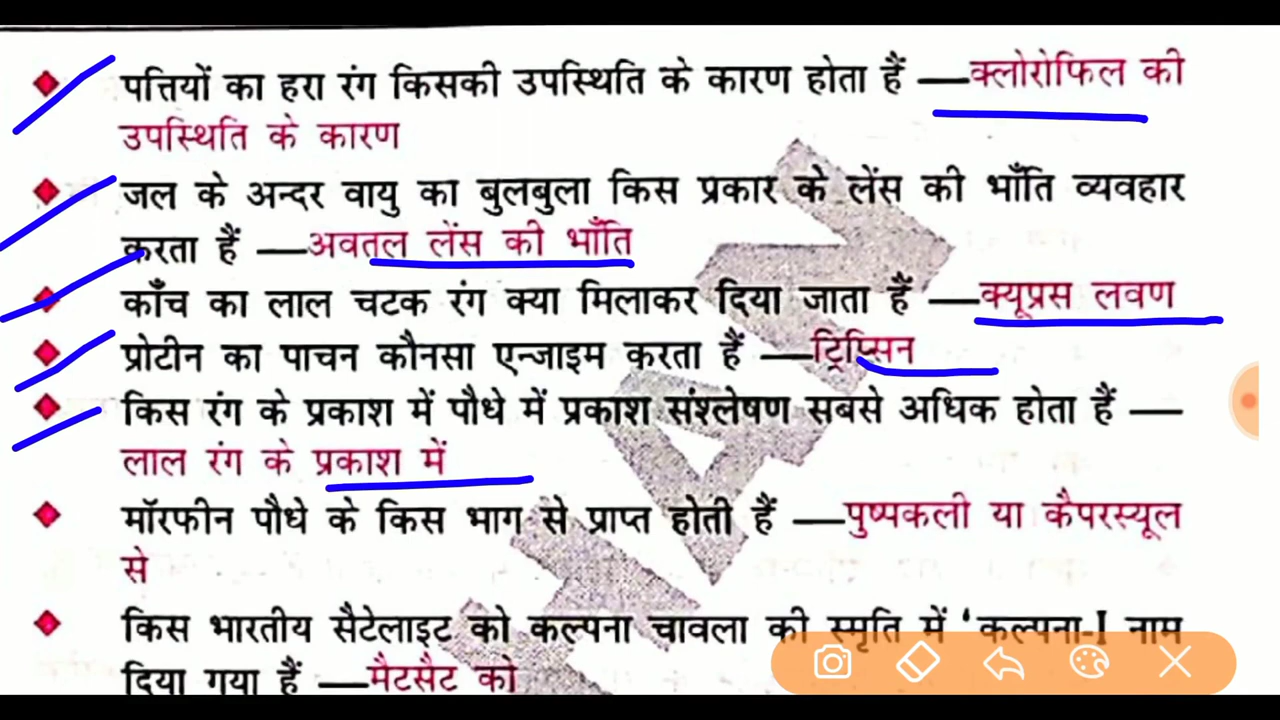 पत्तियों का हरा रंग किसकी उपस्थिति के कारण होता हैं —क्लोरोफिल की
उपस्थिति के कारण
जल के अन्दर वायु का बुलबुला किस प्रकार के लेंस की भाँति व्यवहार
करता हैं —अवतल लेंस की भाँति
काँच का लाल चटक रंग क्या मिलाकर दिया जाता हैं —क्यूप्रस लवण
प्रोटीन का पाचन कौनसा एन्जाइम करता हैं —ट्रिप्सिन
किस रंग के प्रकाश में पौधे में प्रकाश संश्लेषण सबसे अधिक होता हैं —
लाल रंग के प्रकाश में
मॉरफीन पौधे के किस भाग से प्राप्त होती हैं —पुष्पकली या कैपरस्यूल
से
किस भारतीय सैटेलाइट को कल्पना चावला की स्मृति में ‘कल्पना-I नाम
दिया गया हैं —मैटसैट को